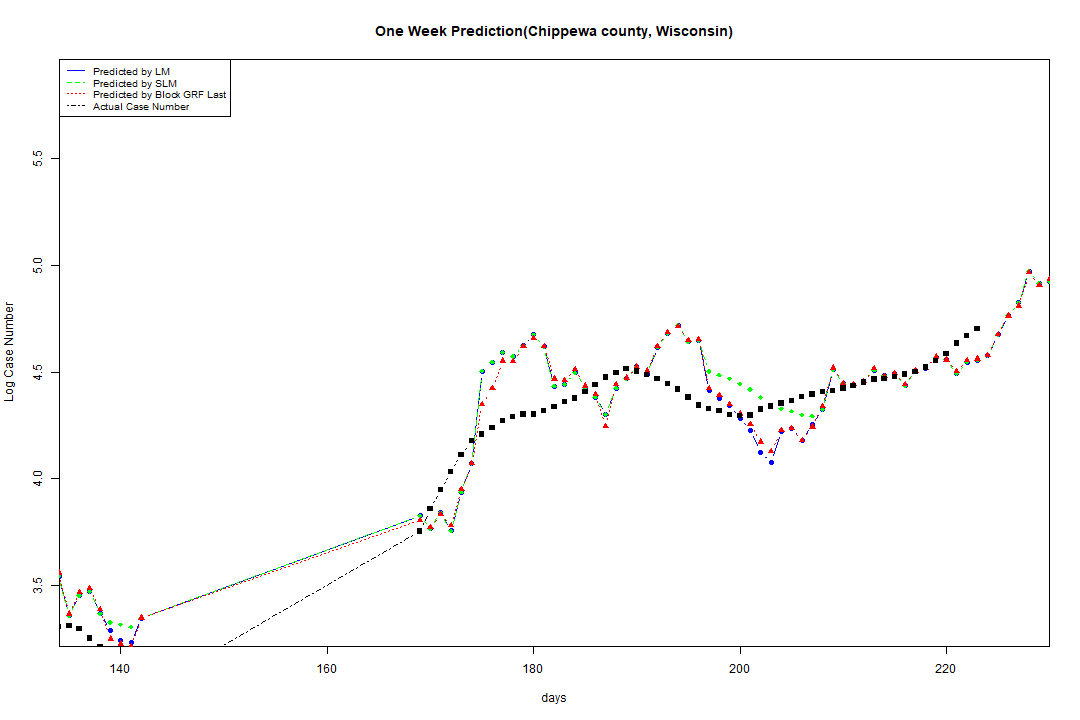 One Week Prediction(Chippewa county, Wisconsin)
Predicted by LM
Predicted by SLM
Predicted by Block GRF Last
Actual Case Number
5.5
5.0
4.5
4.0
3.5
Log Case Number
140 160 180 200 220
days